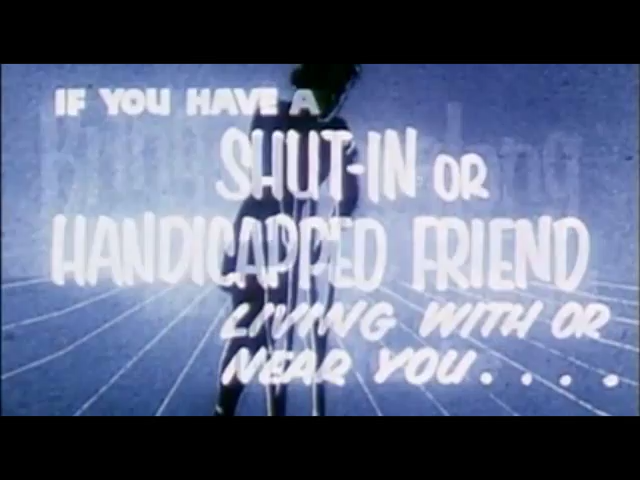 IF YOU HAVE A
SHUT-IN OR
HANDICAPPED FRIEND
LIVING WITH OR
NEAR YOU....